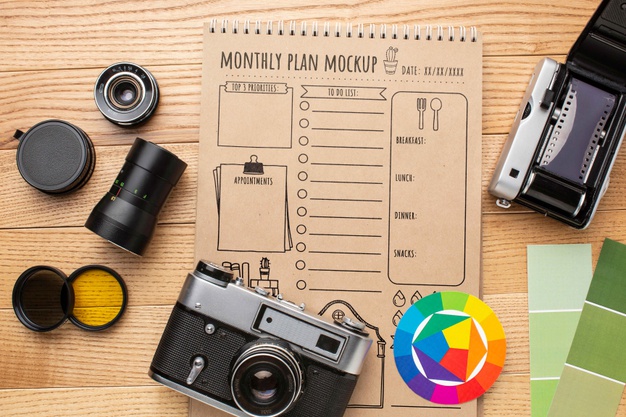 MONTHLY PLAN MOCKUP
DATE: XX/XX/XXXX
TOP 3 PRIORITIES:
TO DO LIST:
APPOINTMENTS
BREAKFAST:
LUNCH:
DINNER:
SNACKS: